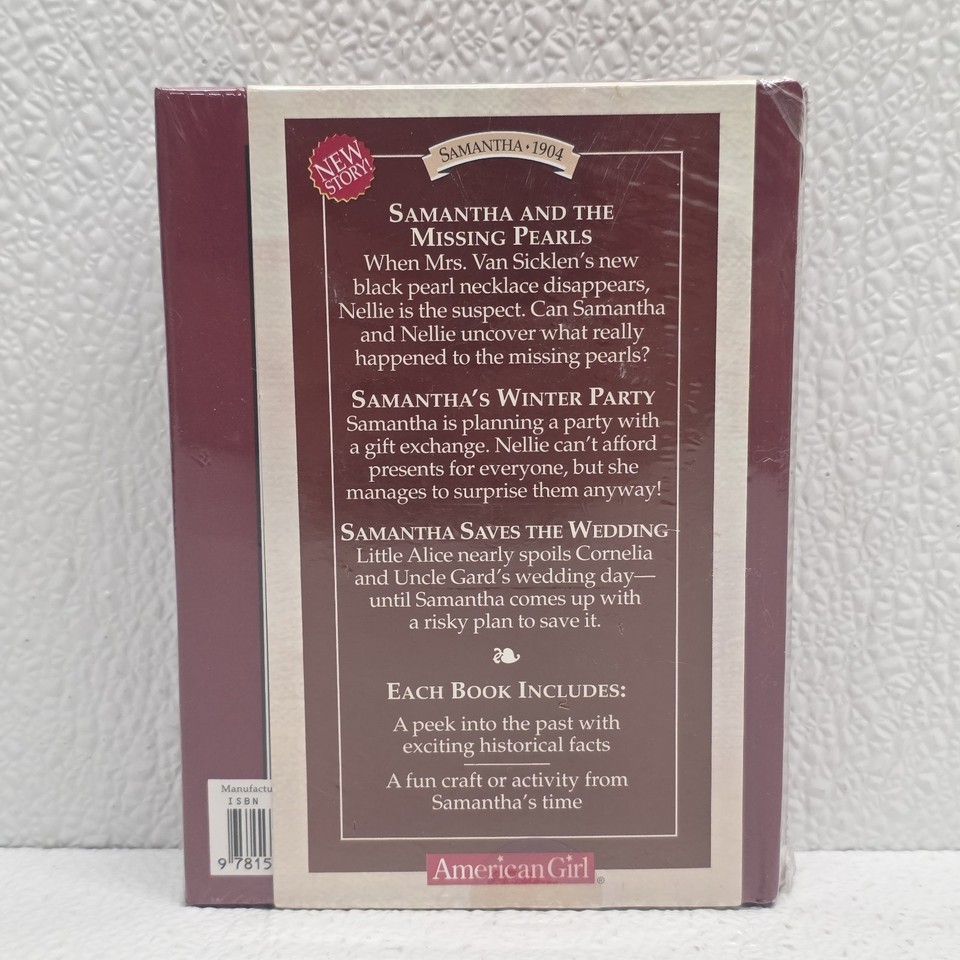 NEW
STORY!
SAMANTHA • 1904
SAMANTHA AND THE
MISSING PEARLS
When Mrs. Van Sicklen's new
black pearl necklace disappears,
Nellie is the suspect. Can Samantha
and Nellie uncover what really
happened to the missing pearls?
SAMANTHA'S WINTER PARTY
Samantha is planning a party with
a gift exchange. Nellie can't afford
presents for everyone, but she
manages to surprise them anyway!
SAMANTHA SAVES THE WEDDING
Little Alice nearly spoils Cornelia
and Uncle Gard's wedding day—
until Samantha comes up with
a risky plan to save it.
EACH BOOK INCLUDES:
A peek into the past with
exciting historical facts
A fun craft or activity from
Samantha's time
Manufactu
ISBN
9 7815
American Girl®